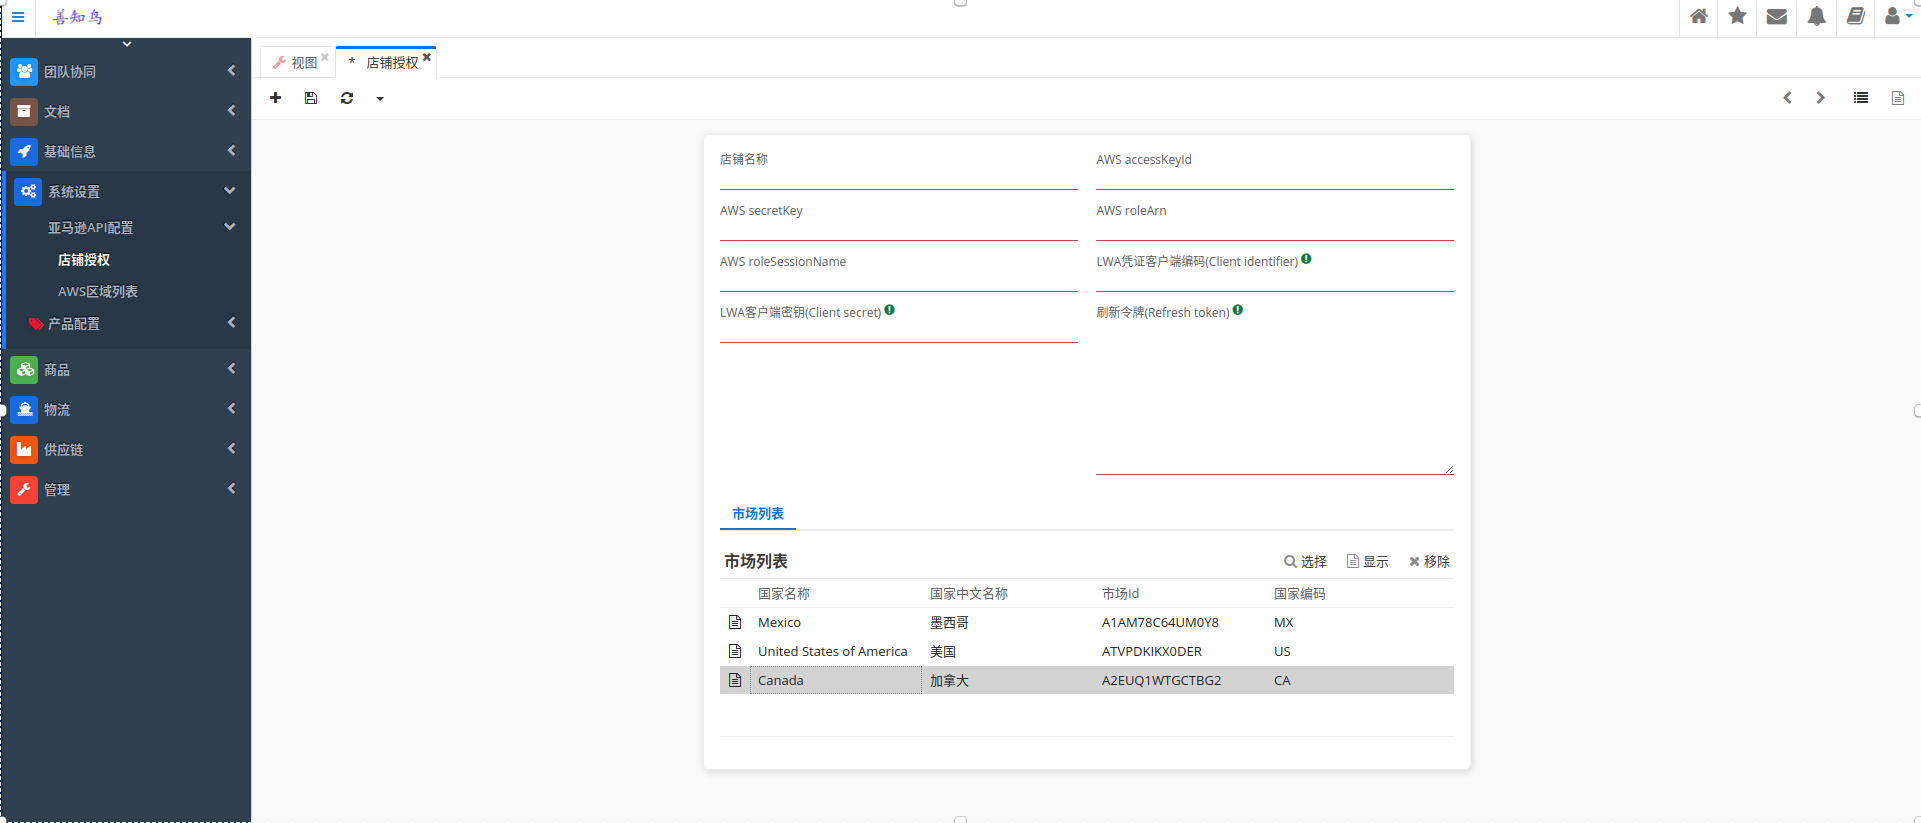 善知鸟
团队协同
文档
基础信息
系统设置
亚马逊API配置
店铺授权
AWS区域列表
产品配置
商品
物流
供应链
管理
视图
* 店铺授权
店铺名称
AWS accessKeyId
AWS secretKey
AWS roleArn
AWS roleSessionName
LWA凭证客户端编码(Client identifier)
LWA客户端密钥(Client secret)
刷新令牌(Refresh token)
市场列表
市场列表 选择 显示 移除
国家名称 国家中文名称 市场Id 国家编码
Mexico 墨西哥 A1AM78C64UM0Y8 MX
United States of America 美国 ATVPDKIKX0DER US
Canada 加拿大 A2EUQ1WTGCTBG2 CA